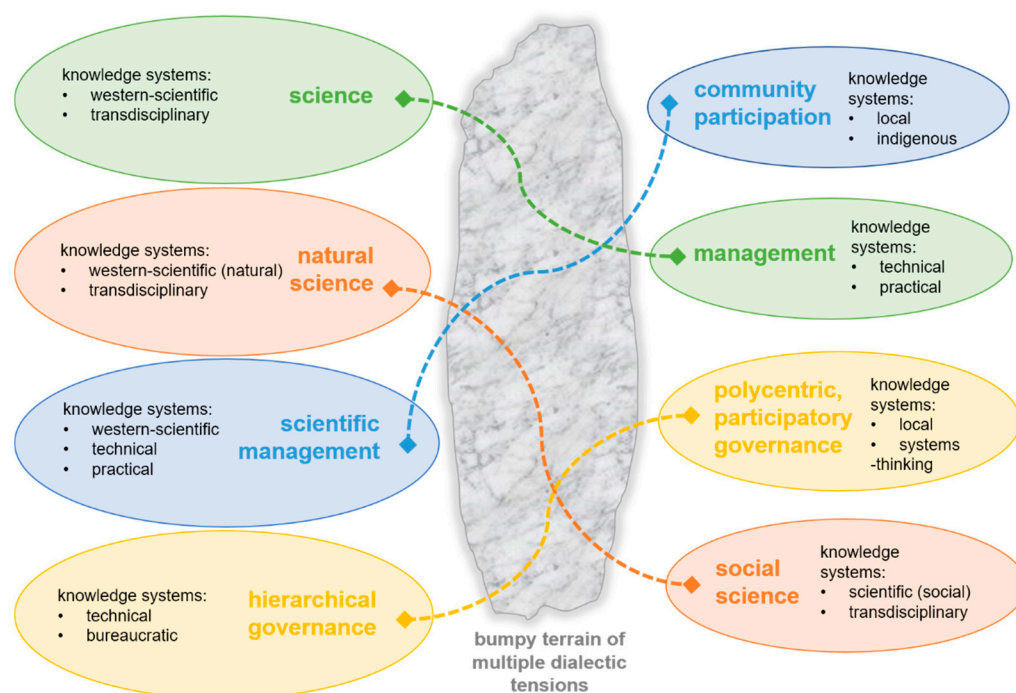 knowledge systems:
• western-scientific
• transdisciplinary
science
knowledge systems:
• western-scientific (natural)
• transdisciplinary
natural
science
knowledge systems:
• western-scientific
• technical
• practical
scientific
management
knowledge systems:
• technical
• bureaucratic
hierarchical
governance
bumpy terrain of
multiple dialectic
tensions
community
participation
knowledge
systems:
• local
• indigenous
management
knowledge
systems:
• technical
• practical
polycentric,
participatory
governance
knowledge
systems:
• local
• systems
-thinking
social
science
knowledge
systems:
• scientific (social)
• transdisciplinary